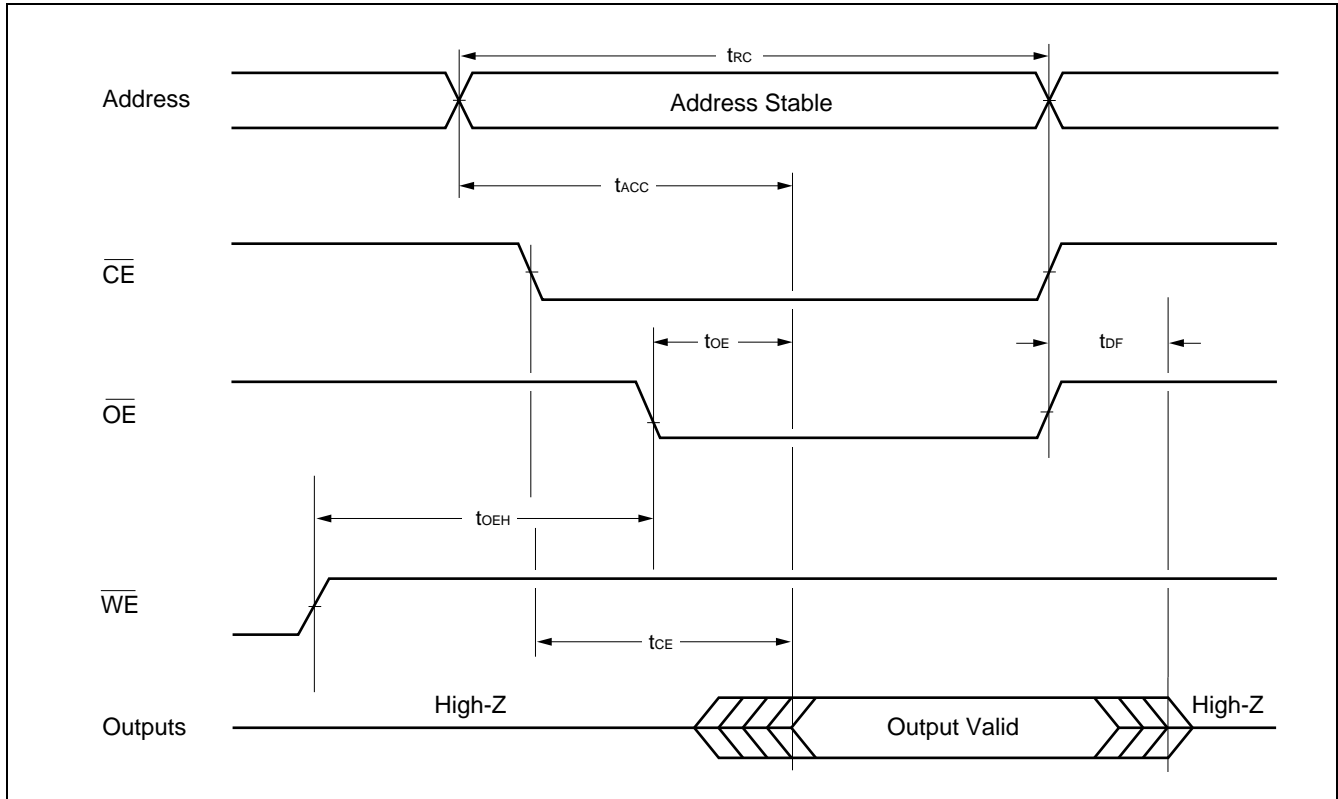 tRC
Address
Address Stable
tACC
CE
tOE
tDF
OE
tOEH
WE
tCE
High-Z
High-Z
Outputs
Output Valid